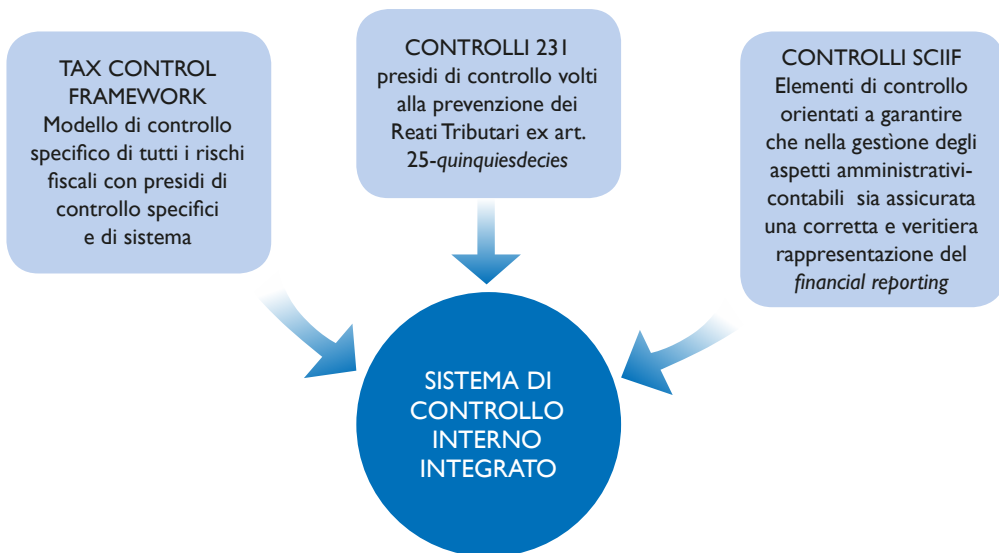 TAX CONTROL
FRAMEWORK
Modello di controllo
specifico di tutti i rischi
fiscali con presidi di
controllo specifici
e di sistema
CONTROLLI 231
presidi di controllo volti
alla prevenzione dei
Reati Tributari ex art.
25-quinquiesdecies
CONTROLLI SCIIF
Elementi di controllo
orientati a garantire
che nella gestìone degli
aspetti amministrativi-
contabili sia assicurata
una corretta e veritiera
rappresentazione del
financial reporting
SISTEMA DI
CONTROLLO
INTERNO
INTEGRATO